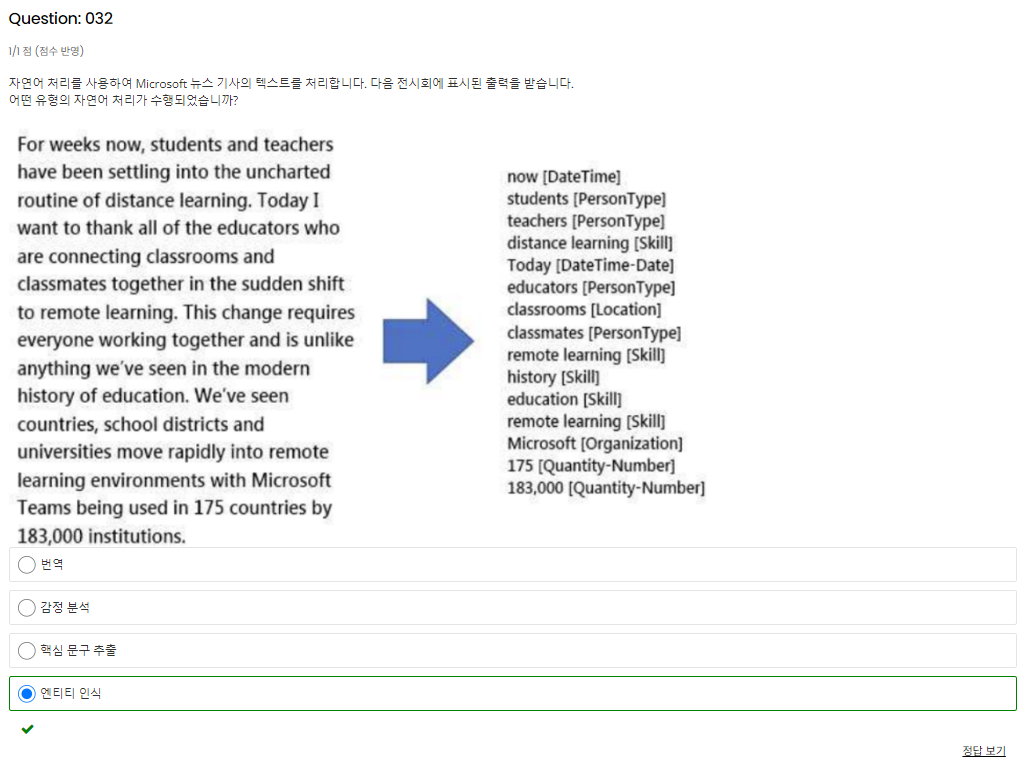 Question: 032
1/1 점 (점수 반영)
자연어 처리를 사용하여 Microsoft 뉴스 기사의 텍스트를 처리합니다. 다음 전시회에 표시된 출력을 받습니다.
어떤 유형의 자연어 처리가 수행되었습니까?
For weeks now, students and teachers
have been settling into the uncharted
routine of distance learning. Today I
want to thank all of the educators who
are connecting classrooms and
classmates together in the sudden shift
to remote learning. This change requires
everyone working together and is unlike
anything we've seen in the modern
history of education. We've seen
countries, school districts and
universities move rapidly into remote
learning environments with Microsoft
Teams being used in 175 countries by
183,000 institutions.
now [DateTime]
students [PersonType]
teachers [PersonType]
distance learning [Skill]
Today [DateTime-Date]
educators [PersonType]
classrooms [Location]
classmates [PersonType]
remote learning [Skill]
history [Skill]
education [Skill]
remote learning [Skill]
Microsoft [Organization]
175 [Quantity-Number]
183,000 [Quantity-Number]
번역
감정 분석
핵심 문구 추출
엔티티 인식
정답 보기